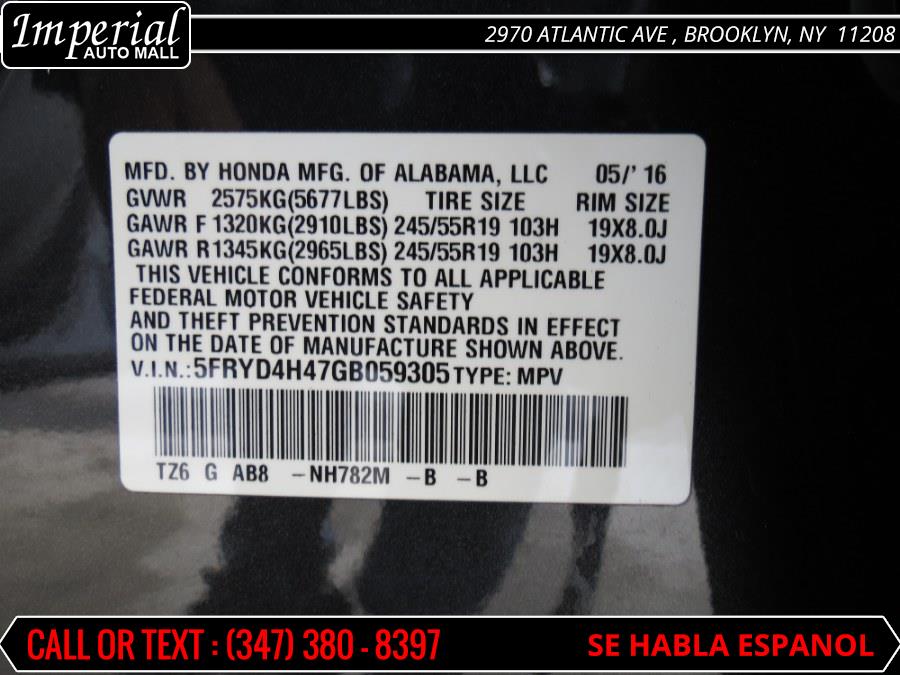 Imperial
AUTO MALL
2970 ATLANTIC AVE , BROOKLYN, NY 11208
MFD. BY HONDA MFG. OF ALABAMA, LLC 05/' 16
GVWR 2575KG(5677LBS) TIRE SIZE RIM SIZE
GAWR F 1320KG(2910LBS) 245/55R19 103H 19X8.0J
GAWR R1345KG(2965LBS) 245/55R19 103H 19X8.0J
THIS VEHICLE CONFORMS TO ALL APPLICABLE
FEDERAL MOTOR VEHICLE SAFETY
AND THEFT PREVENTION STANDARDS IN EFFECT
ON THE DATE OF MANUFACTURE SHOWN ABOVE.
V.I.N.:5FRYD4H47GB059305 TYPE: MPV
TZ6 G AB8 –NH782M –B –B
CALL OR TEXT : (347) 380 - 8397
SE HABLA ESPANOL